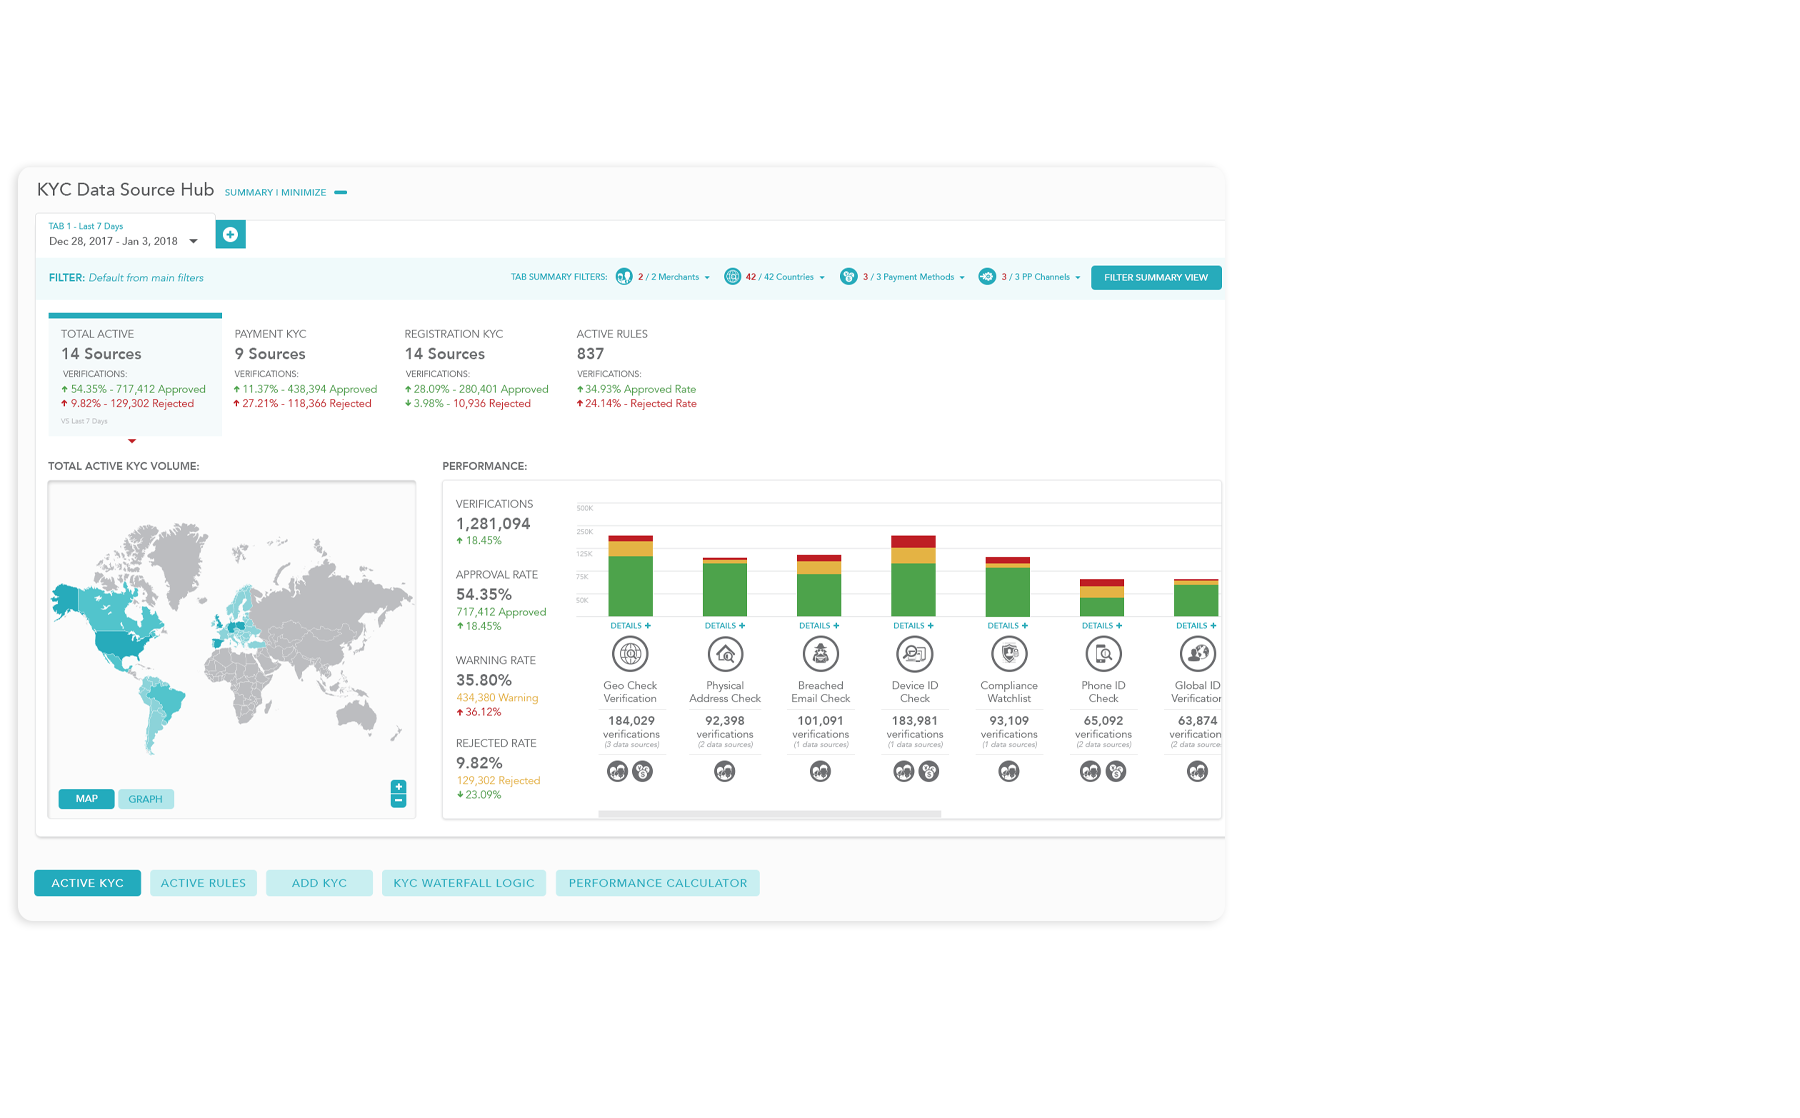 KYC Data Source Hub SUMMARY | MINIMIZE
TAB 1 - Last 7 Days
Dec 28, 2017 - Jan 3, 2018
FILTER: Default from main filters
TAB SUMMARY FILTERS: 2 / 2 Merchants 42 / 42 Countries 3 / 3 Payment Methods 3 / 3 PP Channels FILTER SUMMARY VIEW
TOTAL ACTIVE
14 Sources
VERIFICATIONS:
54.35% - 717,412 Approved
9.82% - 129,302 Rejected
VS Last 7 Days
PAYMENT KYC
9 Sources
VERIFICATIONS:
11.37% - 438,394 Approved
27.21% - 118,366 Rejected
REGISTRATION KYC
14 Sources
VERIFICATIONS:
28.09% - 280,401 Approved
3.98% - 10,936 Rejected
ACTIVE RULES
837
VERIFICATIONS:
34.93% Approved Rate
24.14% - Rejected Rate
TOTAL ACTIVE KYC VOLUME:
MAP GRAPH
+
−
PERFORMANCE:
VERIFICATIONS
1,281,094
18.45%
APPROVAL RATE
54.35%
717,412 Approved
18.45%
WARNING RATE
35.80%
434,380 Warning
36.12%
REJECTED RATE
9.82%
129,302 Rejected
23.09%
500K
250K
125K
75K
50K
DETAILS +
Geo Check
Verification
184,029
verifications
(3 data sources)
DETAILS +
Physical
Address Check
92,398
verifications
(2 data sources)
DETAILS +
Breached
Email Check
101,091
verifications
(1 data sources)
DETAILS +
Device ID
Check
183,981
verifications
(1 data sources)
DETAILS +
Compliance
Watchlist
93,109
verifications
(1 data sources)
DETAILS +
Phone ID
Check
65,092
verifications
(2 data sources)
DETAILS +
Global ID
Verification
63,874
verification
(2 data source
ACTIVE KYC ACTIVE RULES ADD KYC KYC WATERFALL LOGIC PERFORMANCE CALCULATOR